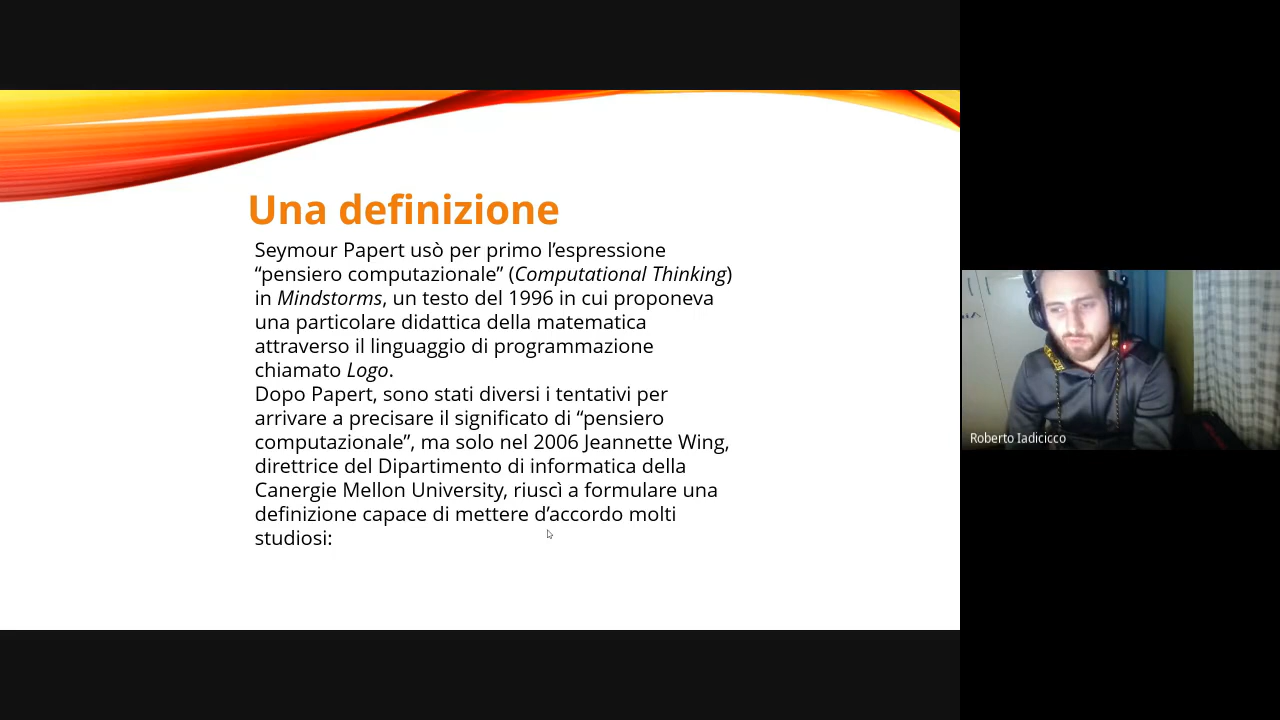 Una definizione
Seymour Papert usò per primo l’espressione
“pensiero computazionale” (Computational Thinking)
in Mindstorms, un testo del 1996 in cui proponeva
una particolare didattica della matematica
attraverso il linguaggio di programmazione
chiamato Logo.
Dopo Papert, sono stati diversi i tentativi per
arrivare a precisare il significato di “pensiero
computazionale”, ma solo nel 2006 Jeannette Wing,
direttrice del Dipartimento di informatica della
Canergie Mellon University, riuscì a formulare una
definizione capace di mettere d’accordo molti
studiosi:
Roberto Iadicicco